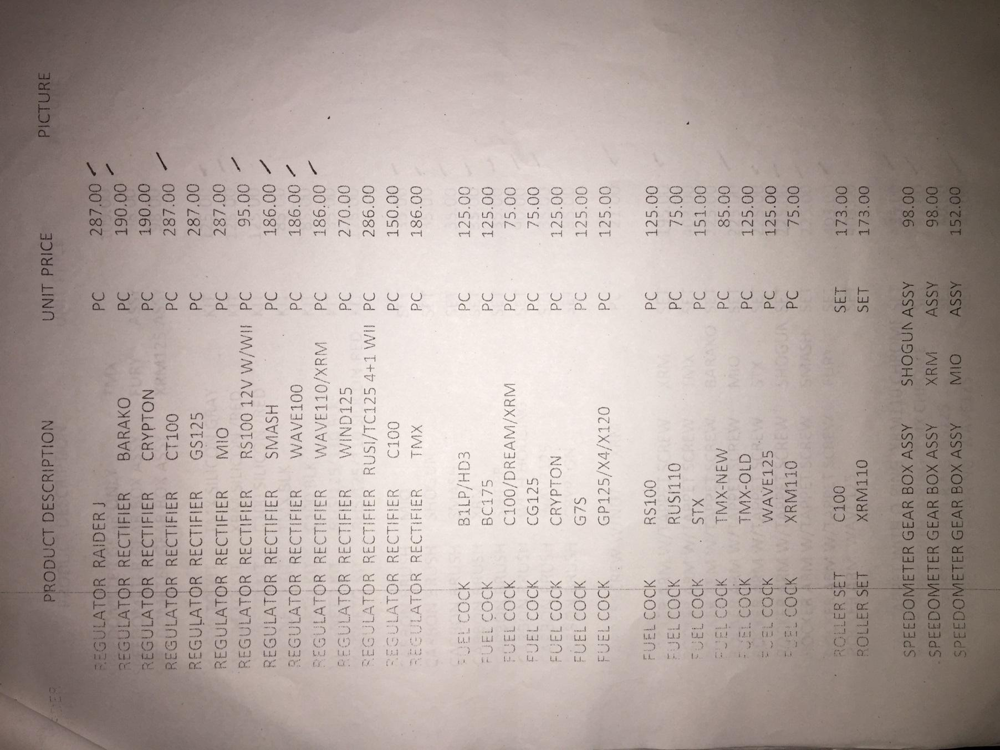 PRODUCT DESCRIPTION UNIT PRICE PICTURE
REGULATOR RAIDER J PC 287.00 /
REGULATOR RECTIFIER BARAKO PC 190.00 /
REGULATOR RECTIFIER CRYPTON PC 190.00
REGULATOR RECTIFIER CT100 PC 287.00 /
REGULATOR RECTIFIER GS125 PC 287.00
REGULATOR RECTIFIER MIO PC 287.00
REGULATOR RECTIFIER RS100 12V W/WII PC 95.00 /
REGULATOR RECTIFIER SMASH PC 186.00 /
REGULATOR RECTIFIER WAVE100 PC 186.00 /
REGULATOR RECTIFIER WAVE110/XRM PC 186.00 /
REGULATOR RECTIFIER WIND125 PC 270.00
REGULATOR RECTIFIER RUSI/TC125 4+1 WII PC 286.00
REGULATOR RECTIFIER C100 PC 150.00
REGULATOR RECTIFIER TMX PC 186.00
FUEL COCK B1LP/HD3 PC 125.00
FUEL COCK BC175 PC 125.00
FUEL COCK C100/DREAM/XRM PC 75.00
FUEL COCK CG125 PC 75.00
FUEL COCK CRYPTON PC 125.00
FUEL COCK G7S PC 125.00
FUEL COCK GP125/X4/X120 PC 125.00
FUEL COCK RS100 PC 125.00
FUEL COCK RUSI110 PC 75.00
FUEL COCK STX PC 151.00
FUEL COCK TMX-NEW PC 85.00
FUEL COCK TMX-OLD PC 125.00
FUEL COCK WAVE125 PC 125.00
FUEL COCK XRM110 PC 75.00
ROLLER SET C100 SET 173.00
ROLLER SET XRM110 SET 173.00
SPEEDOMETER GEAR BOX ASSY SHOGUN ASSY 98.00
SPEEDOMETER GEAR BOX ASSY XRM ASSY 98.00
SPEEDOMETER GEAR BOX ASSY MIO ASSY 152.00